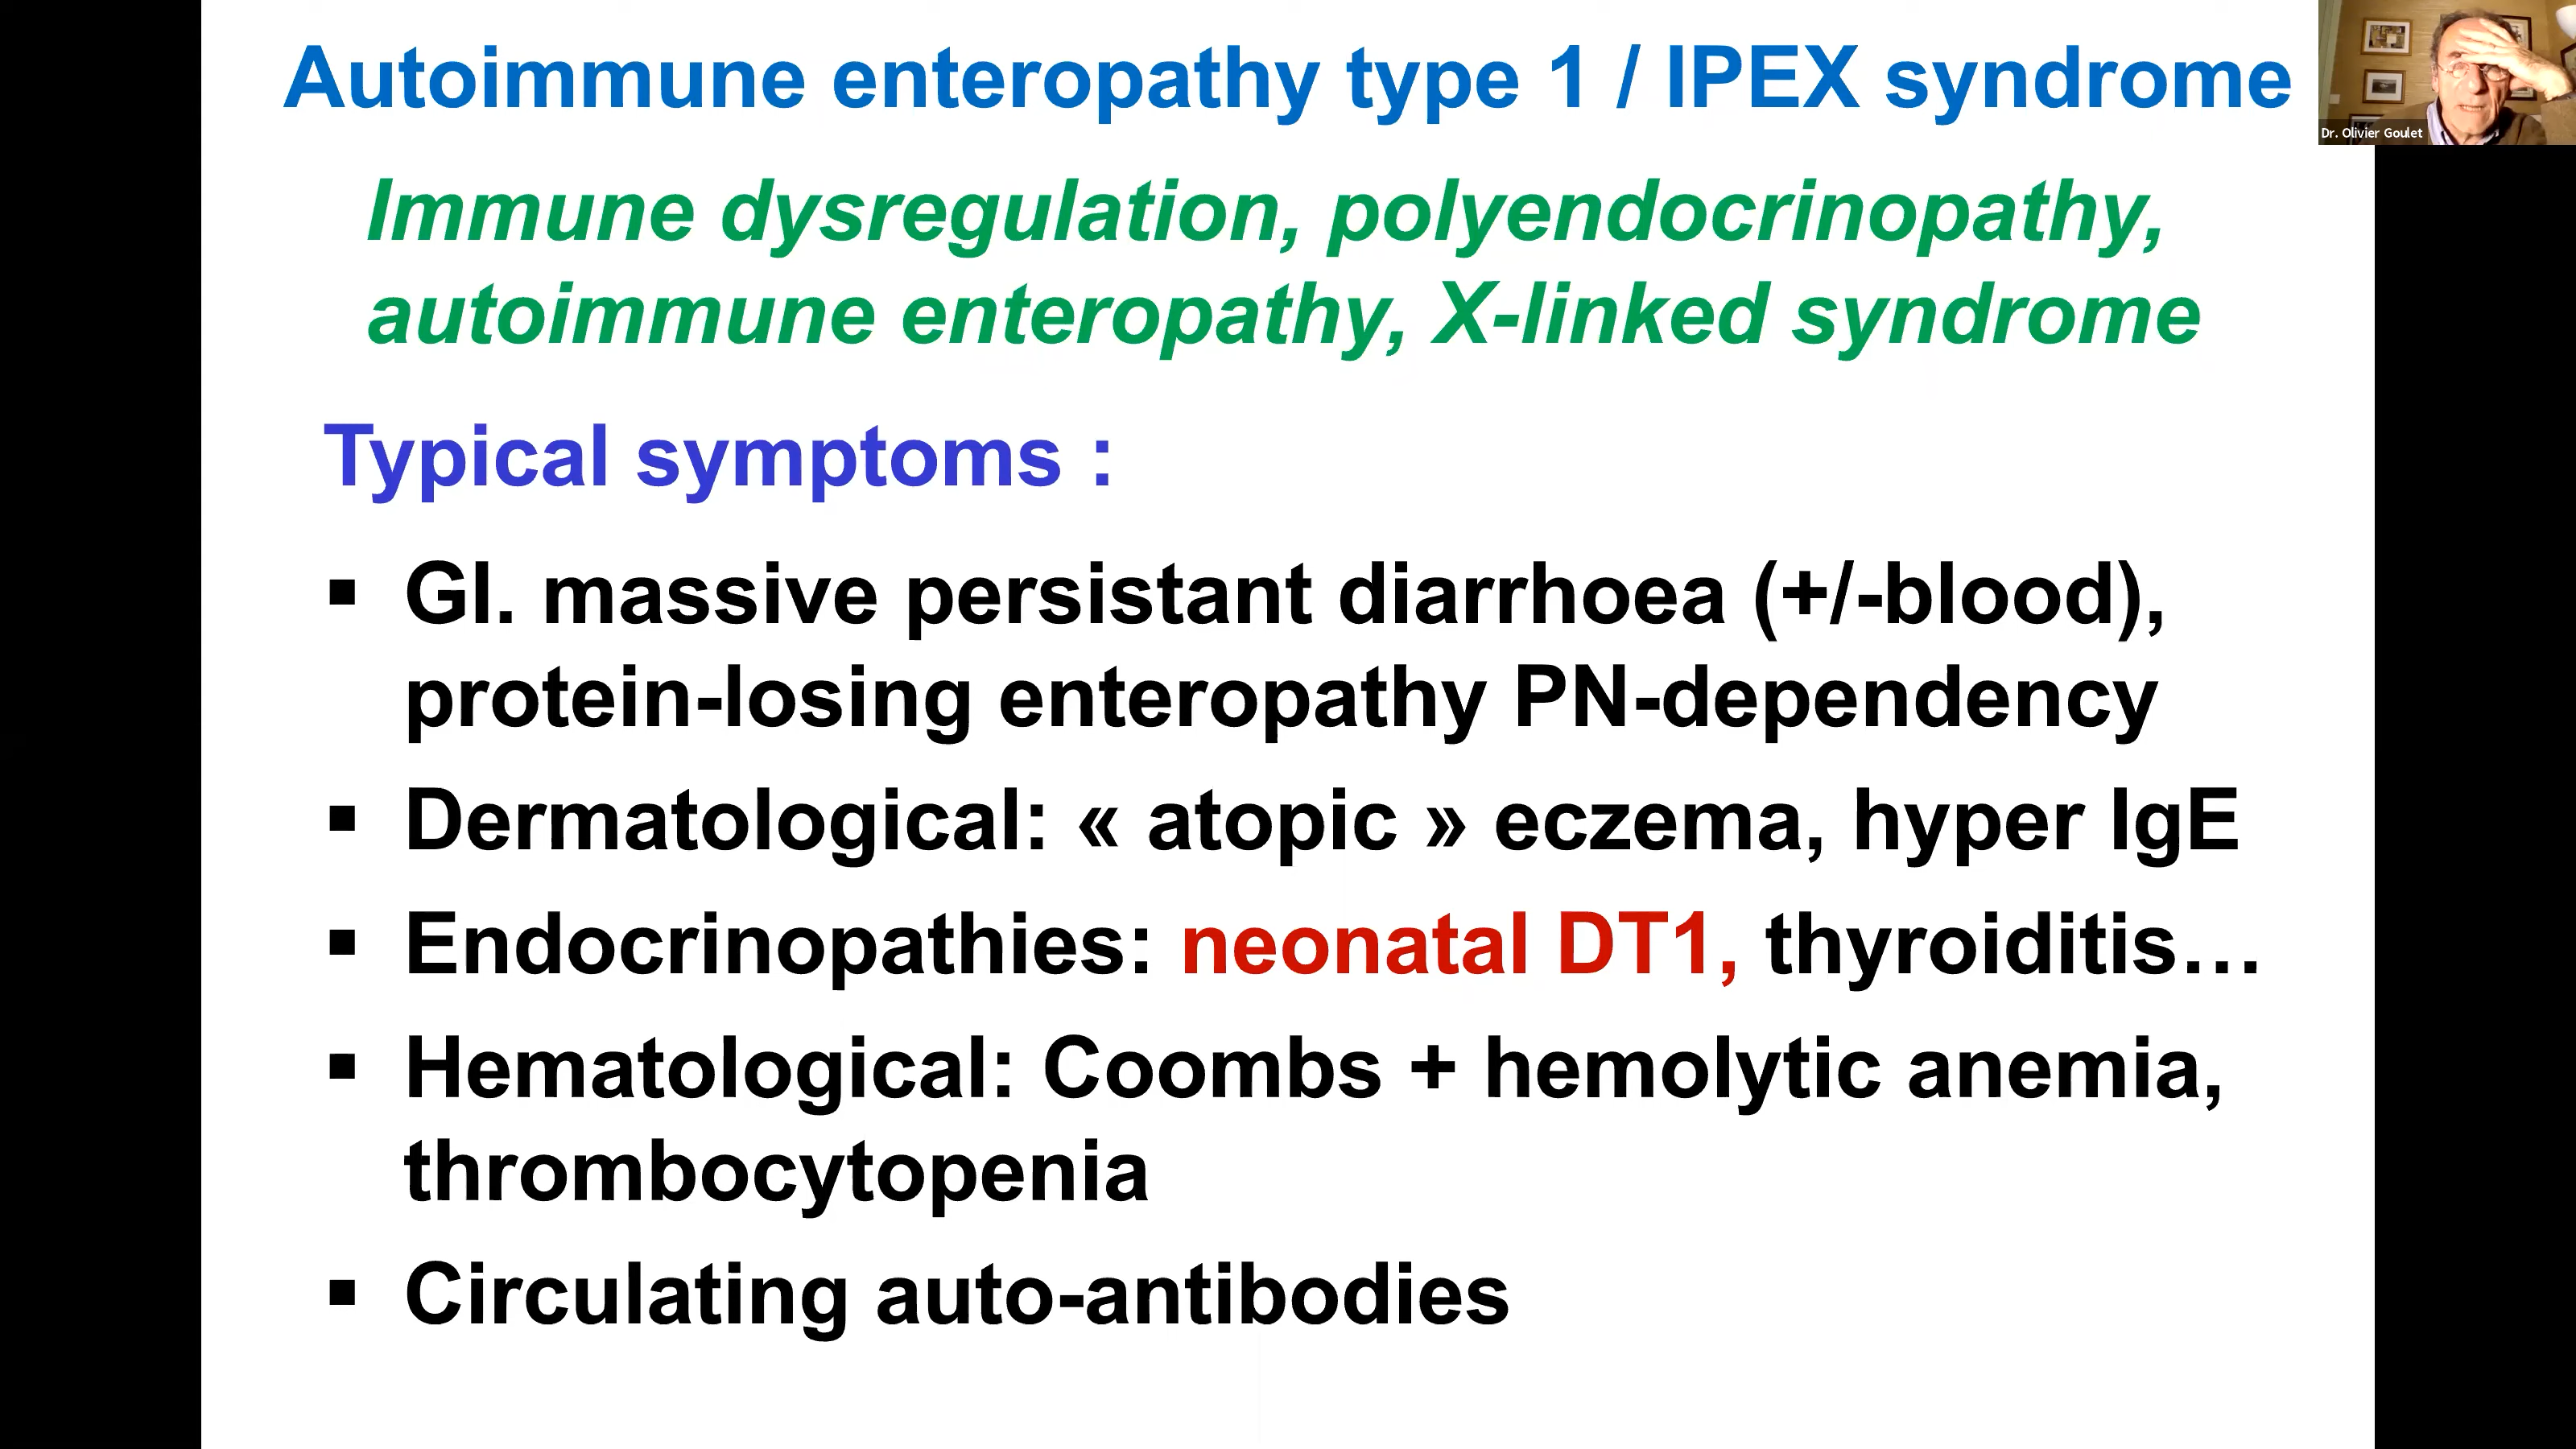 Autoimmune enteropathy type 1 / IPEX syndrome
Dr. Olivier Goulet
Immune dysregulation, polyendocrinopathy,
autoimmune enteropathy, X-linked syndrome
Typical symptoms :
▪ GI. massive persistant diarrhoea (+/-blood),
protein-losing enteropathy PN-dependency
▪ Dermatological: « atopic » eczema, hyper IgE
▪ Endocrinopathies: neonatal DT1, thyroiditis…
▪ Hematological: Coombs + hemolytic anemia,
thrombocytopenia
▪ Circulating auto-antibodies